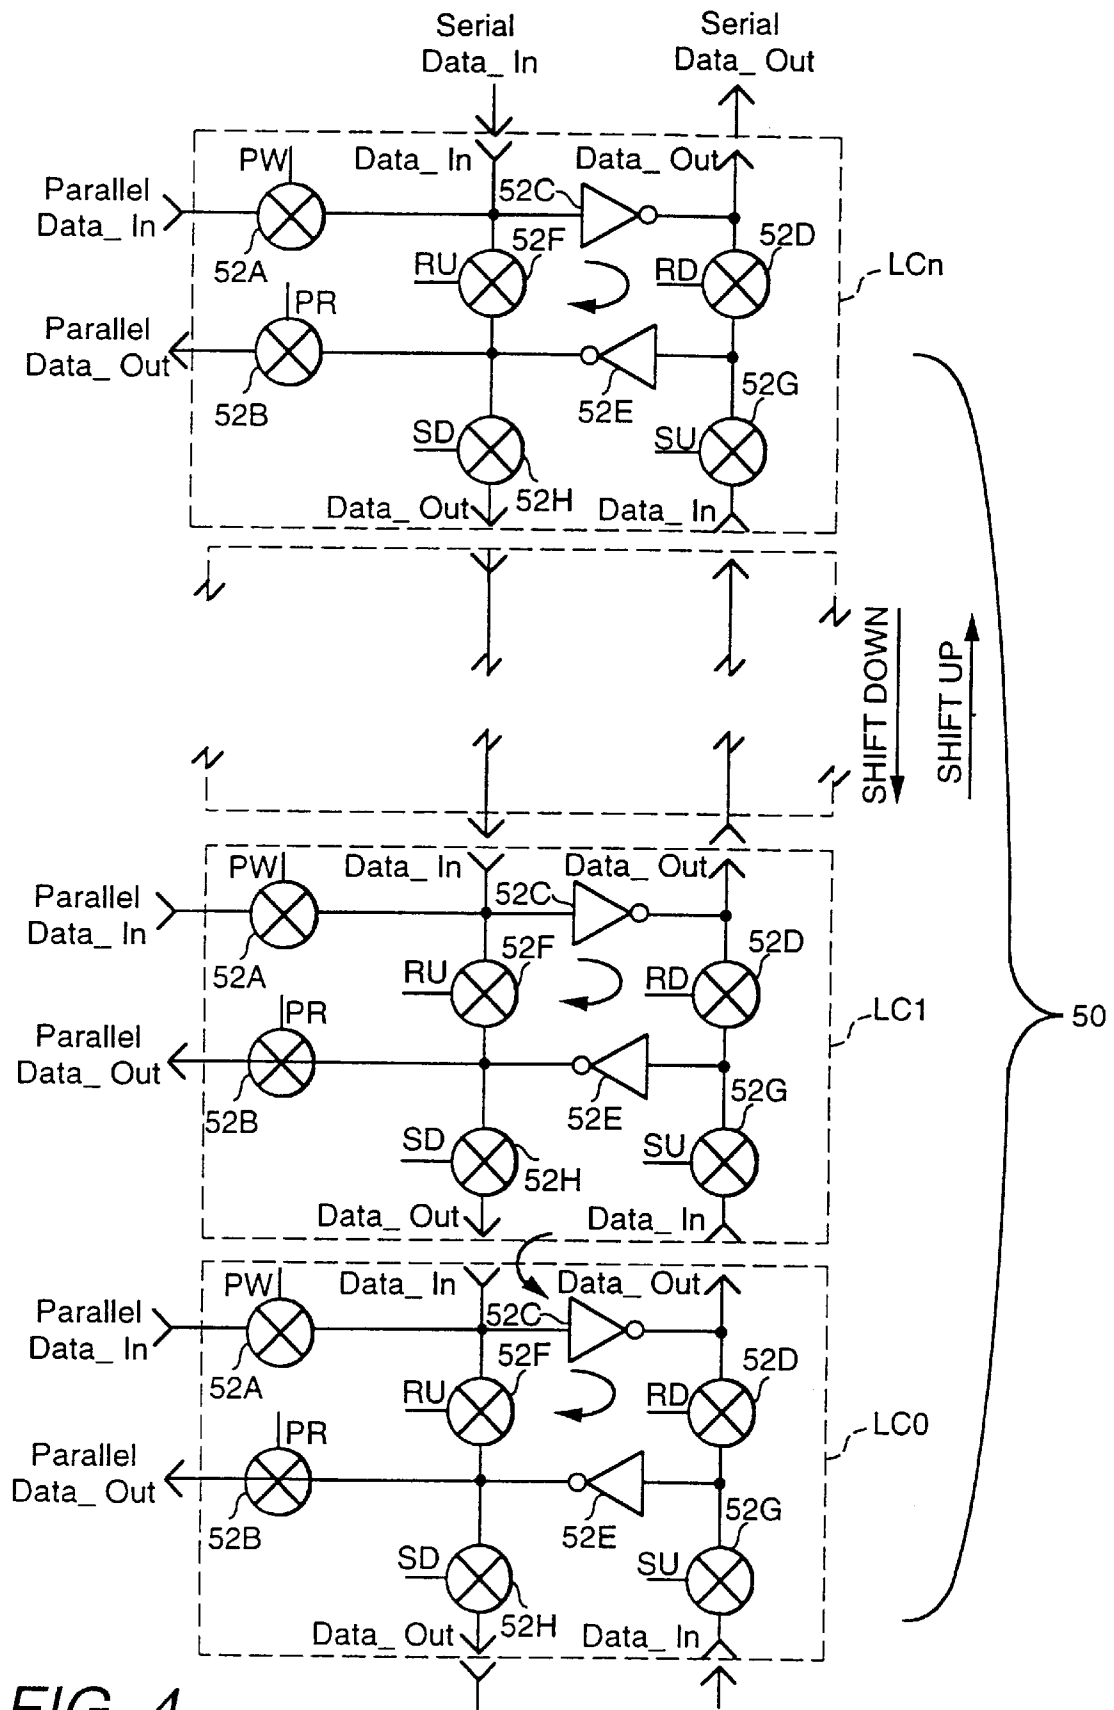 Serial
Data_ In
Serial
Data_ Out
PW
Data_ In
Data_ Out
Parallel
Data_ In
52C
52A
52F
52D
RU
RD
LCn
PR
Parallel
Data_ Out
52B
52E
52G
SD
SU
52H
Data_ Out
Data_ In
SHIFT DOWN
SHIFT UP
PW
Data_ In
Data_ Out
Parallel
Data_ In
52C
52A
52F
52D
RU
RD
LC1
50
PR
Parallel
Data_ Out
52B
52E
52G
SD
SU
52H
Data_ Out
Data_ In
PW
Data_ In
Data_ Out
Parallel
Data_ In
52C
52A
52F
52D
RU
RD
LC0
PR
Parallel
Data_ Out
52B
52E
52G
SD
SU
52H
Data_ Out
Data_ In
FIG. 4